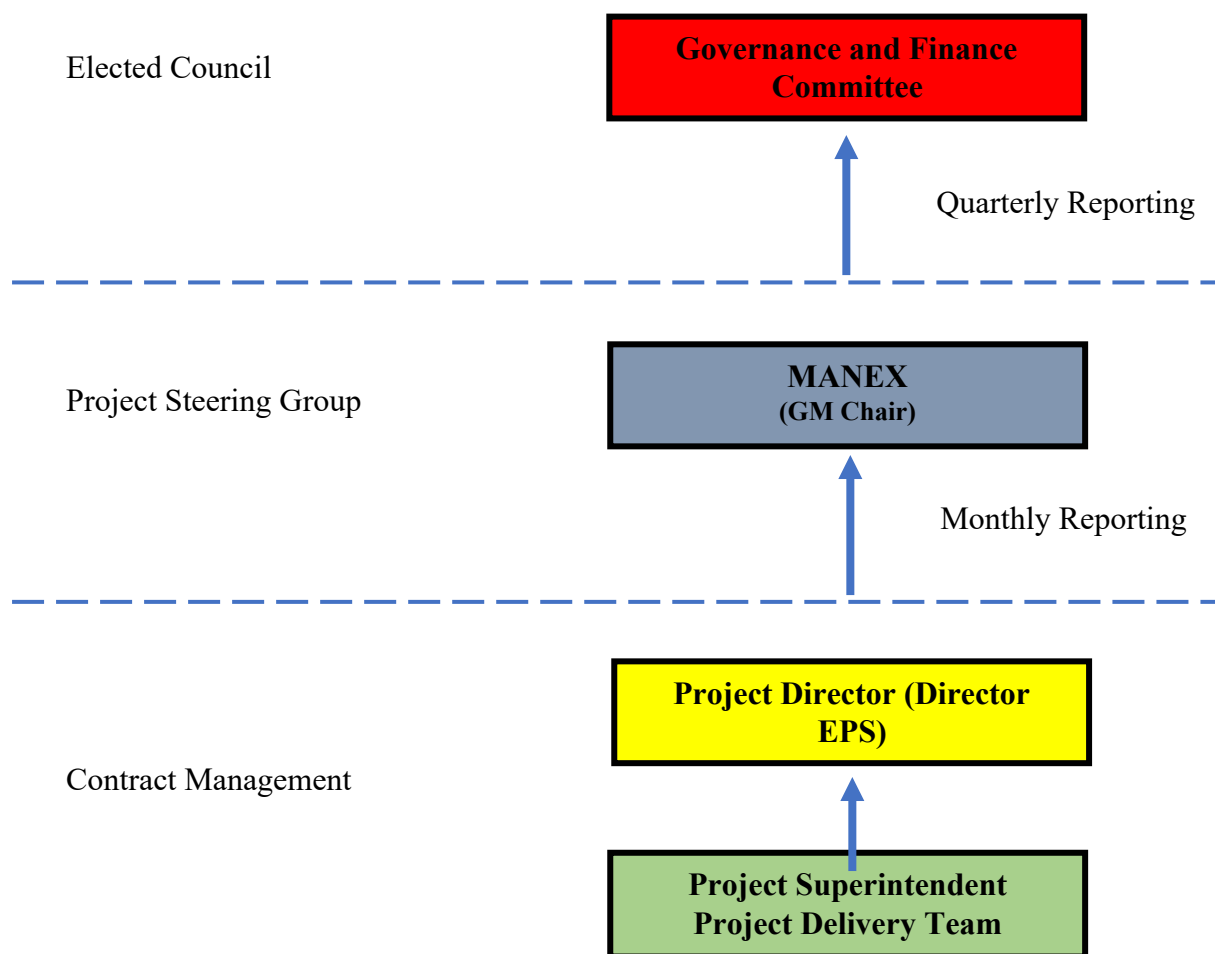 Elected Council
Governance and Finance
Committee
Quarterly Reporting
Project Steering Group
MANEX
(GM Chair)
Monthly Reporting
Contract Management
Project Director (Director
EPS)
Project Superintendent
Project Delivery Team